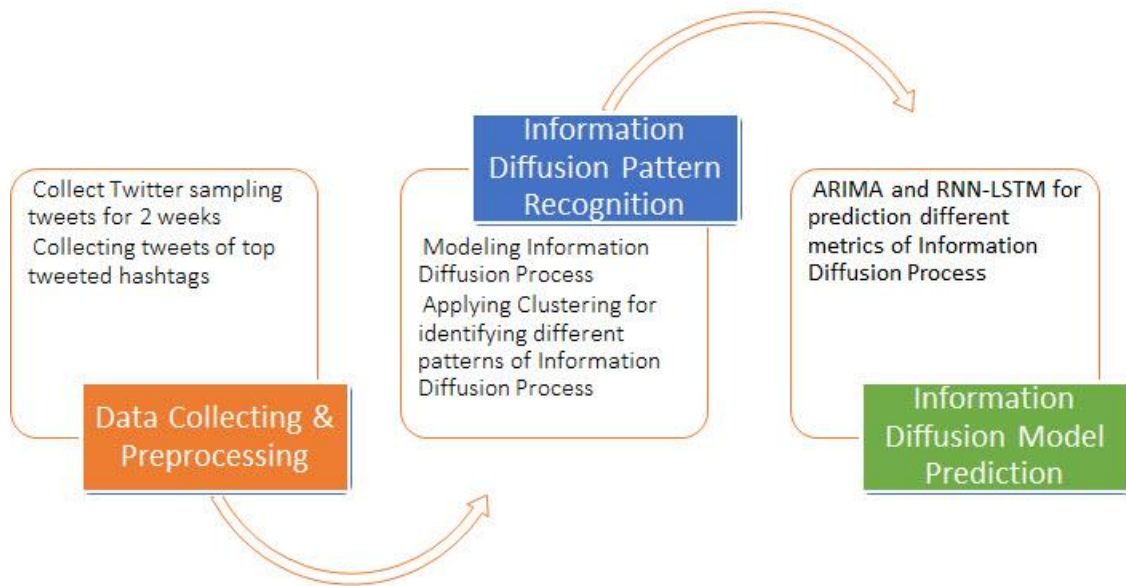 Collect Twitter sampling
tweets for 2 weeks
Collecting tweets of top
tweeted hashtags
Data Collecting &
Preprocessing
Information
Diffusion Pattern
Recognition
Modeling Information
Diffusion Process
Applying Clustering for
identifying different
patterns of Information
Diffusion Process
ARIMA and RNN-LSTM for
prediction different
metrics of Information
Diffusion Process
Information
Diffusion Model
Prediction